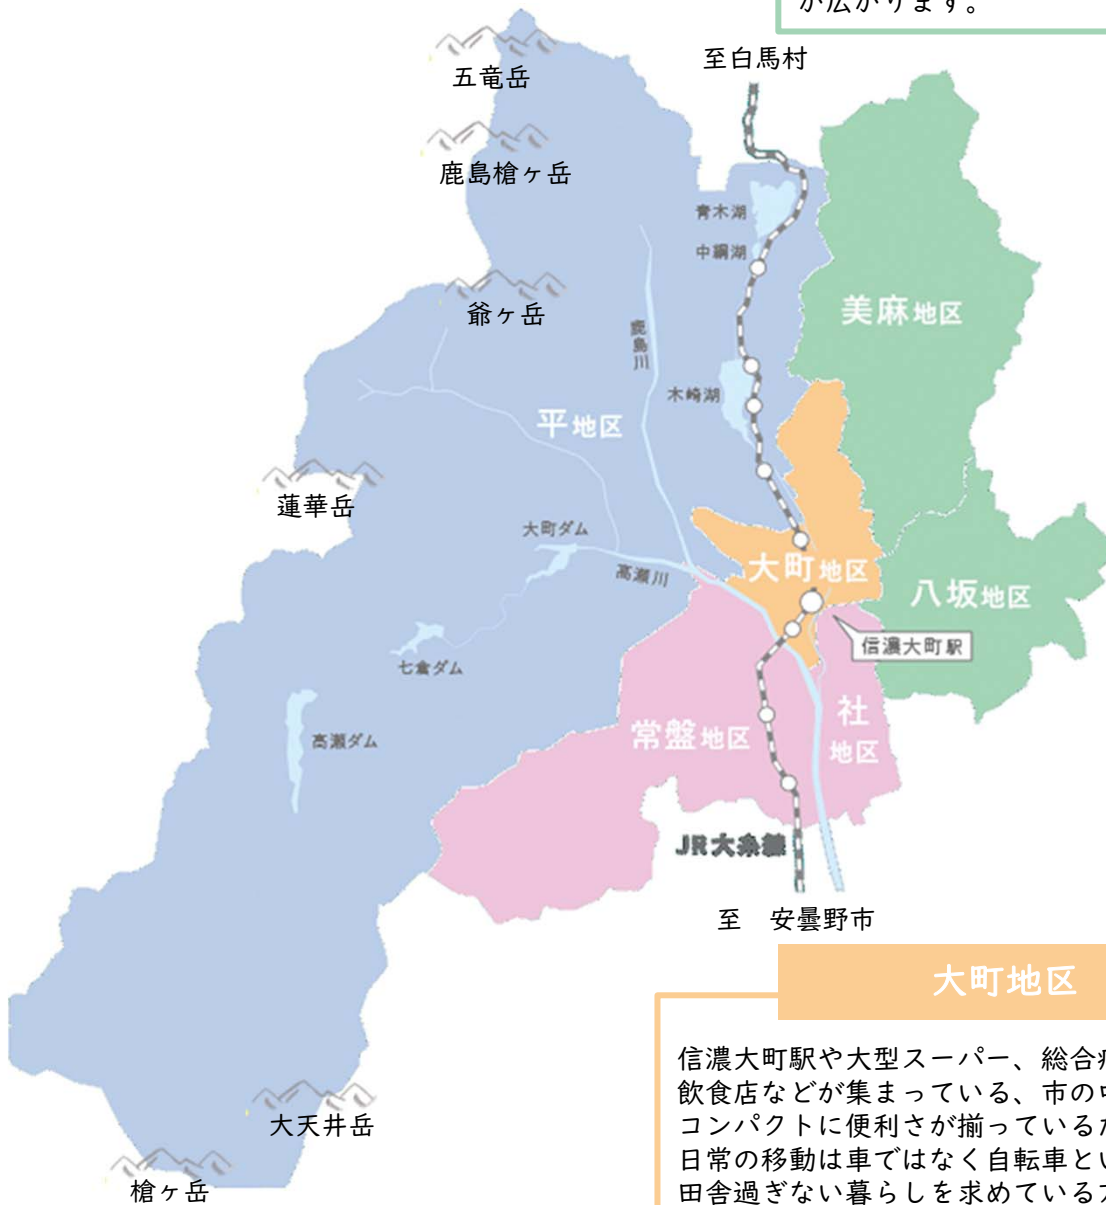 が広がります。
至白馬村
五竜岳
鹿島槍ヶ岳
青木湖
中綱湖
美麻地区
爺ヶ岳
鹿島川
木崎湖
平地区
蓮華岳
大町ダム
高瀬川
大町地区
八坂地区
信濃大町駅
七倉ダム
高瀬ダム
常盤地区
社
地区
JR大糸線
至 安曇野市
大町地区
信濃大町駅や大型スーパー、総合
飲食店などが集まっている、市の
コンパクトに便利さが揃っている
日常の移動は車ではなく自転車とい
田舎過ぎない暮らしを求めている
大天井岳
槍ヶ岳